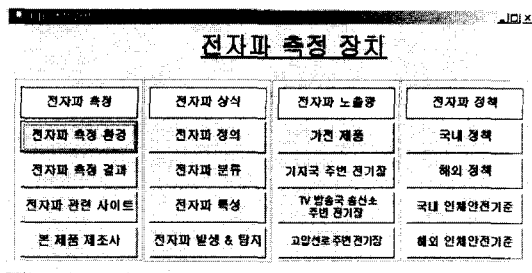 전자파 측정 장치
전자파 측정 전자파 상식 전자파 노출량 전자파 정책
전자파 측정 환경 전자파 정의 가전 제품 국내 정책
전자파 측정 결과 전자파 분류 기지국 주변 전기장 해외 정책
전자파 관련 사이트 전자파 특성 TV 방송국 송신소 국내 인체안전기준
주변 전기장
본 제품 제조사 전자파 발생 & 탐지 고압선로 주변 전기장 해외 인체안전기준